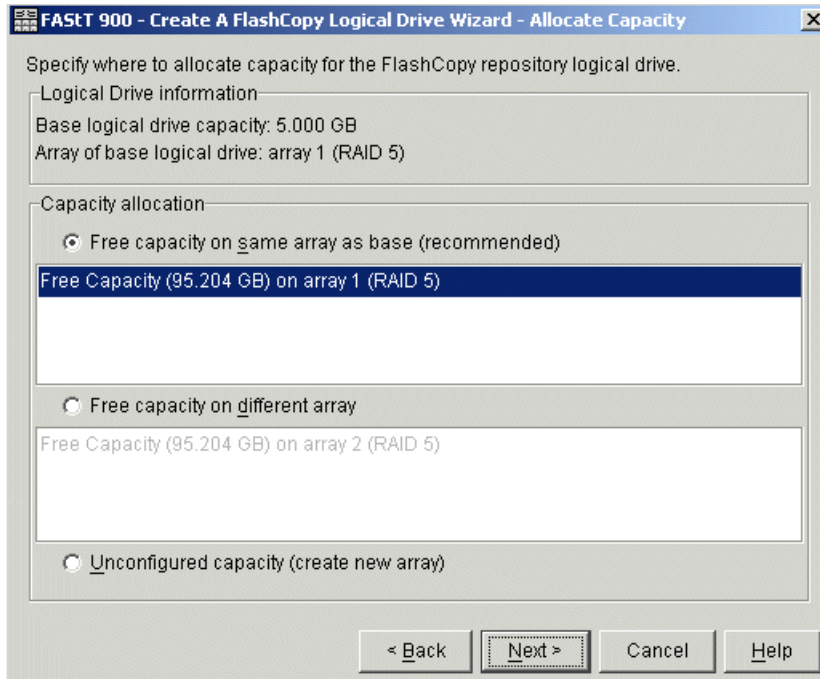 FAStT 900 - Create A FlashCopy Logical Drive Wizard - Allocate Capacity
Specify where to allocate capacity for the FlashCopy repository logical drive.
Logical Drive information
Base logical drive capacity: 5.000 GB
Array of base logical drive: array 1 (RAID 5)
Capacity allocation
Free capacity on same array as base (recommended)
Free Capacity (95.204 GB) on array 1 (RAID 5)
Free capacity on different array
Free Capacity (95.204 GB) on array 2 (RAID 5)
Unconfigured capacity (create new array)
< Back Next > Cancel Help